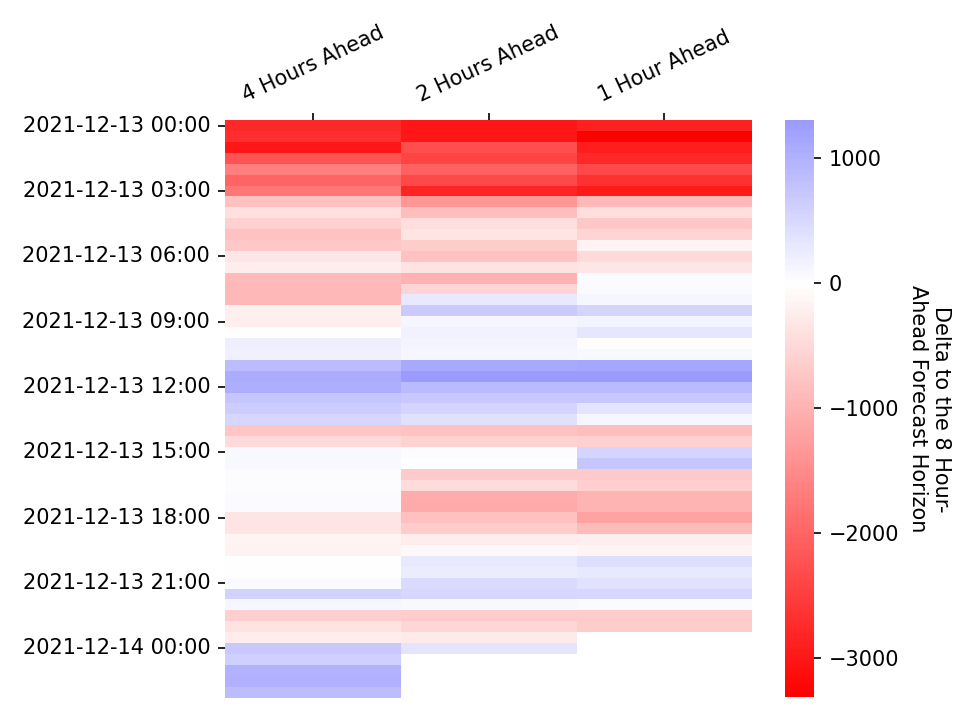 4 Hours Ahead
2 Hours Ahead
1 Hour Ahead
2021-12-13 00:00
2021-12-13 03:00
2021-12-13 06:00
2021-12-13 09:00
2021-12-13 12:00
2021-12-13 15:00
2021-12-13 18:00
2021-12-13 21:00
2021-12-14 00:00
1000
0
−1000
−2000
−3000
Delta to the 8 Hour-
Ahead Forecast Horizon